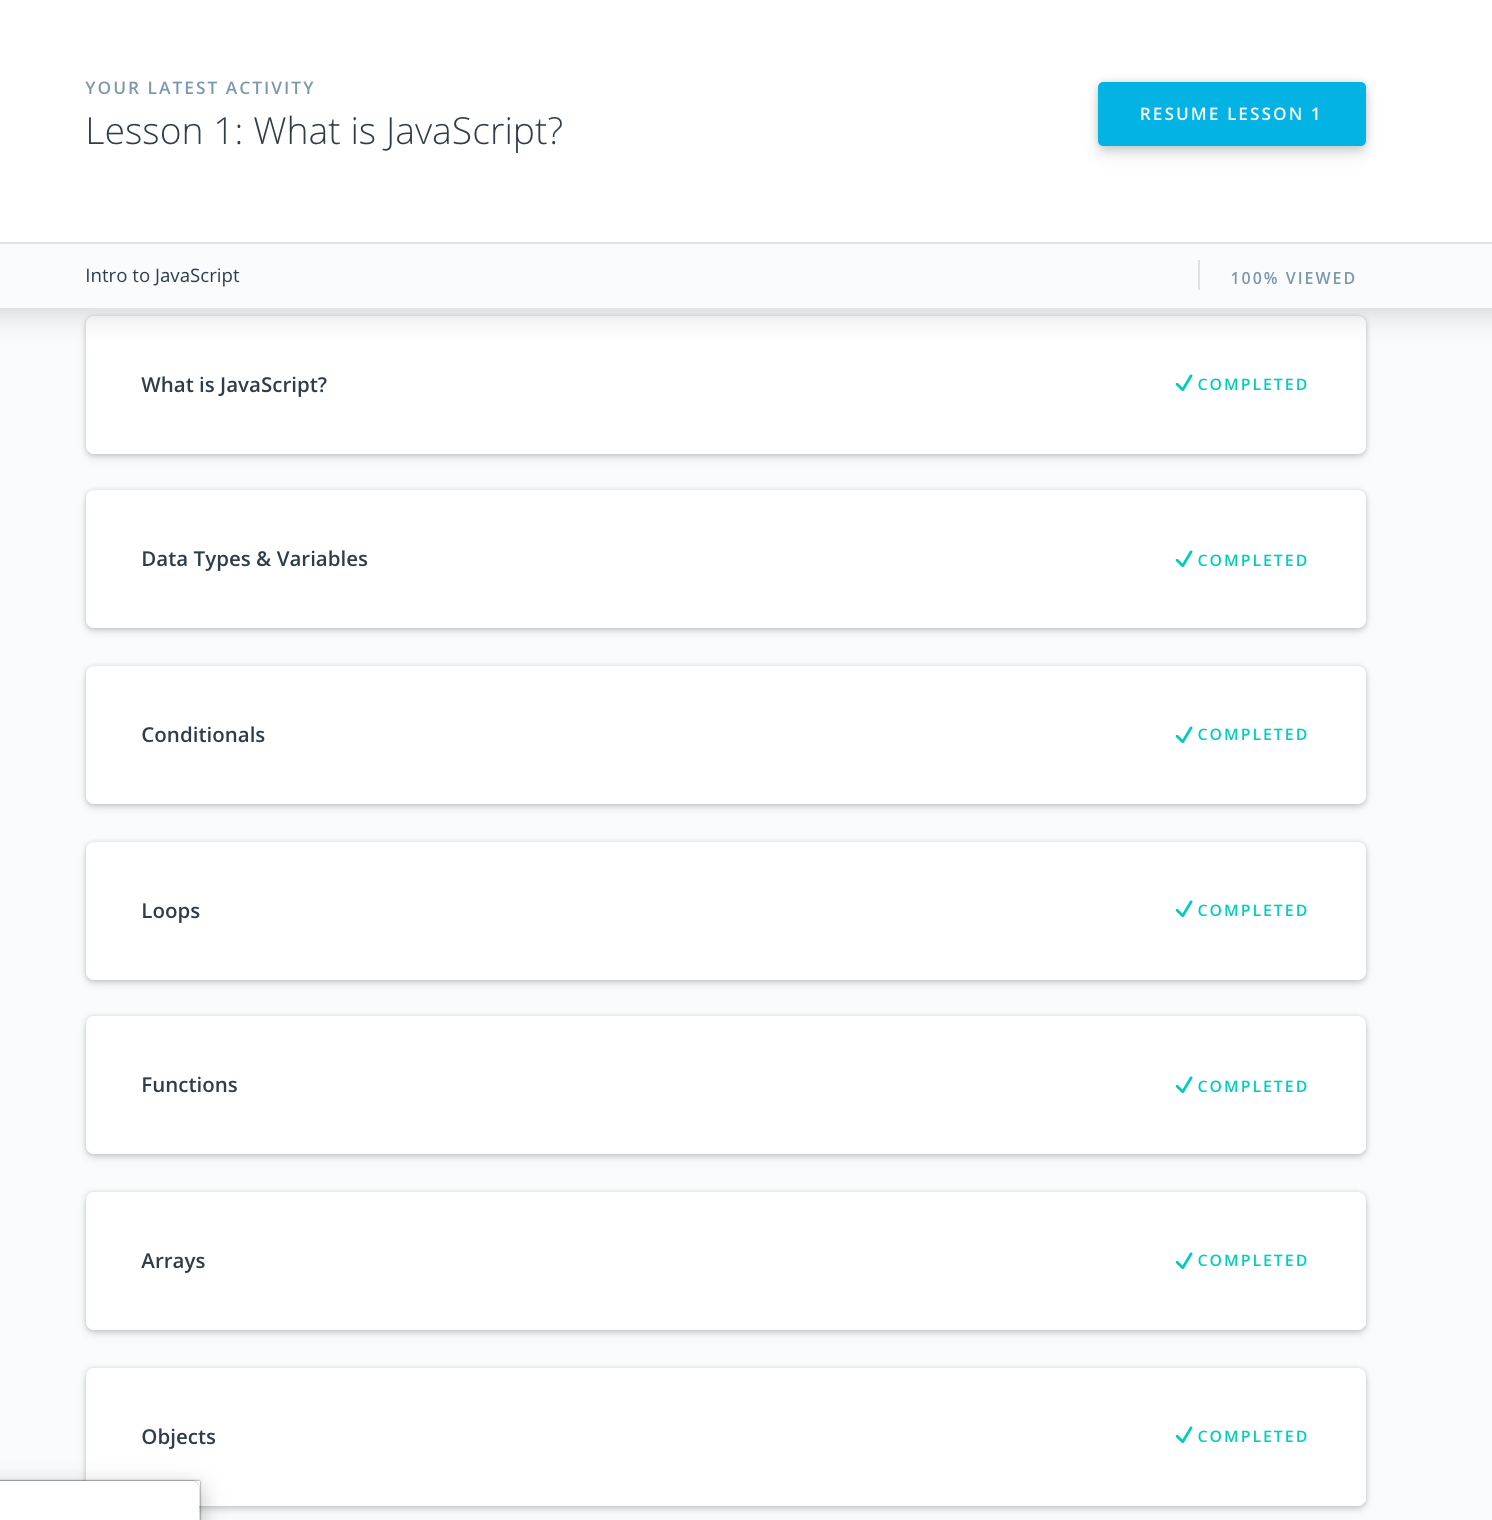 YOUR LATEST ACTIVITY
Lesson 1: What is JavaScript?
RESUME LESSON 1
Intro to JavaScript
100% VIEWED
What is JavaScript?
COMPLETED
Data Types & Variables
COMPLETED
Conditionals
COMPLETED
Loops
COMPLETED
Functions
COMPLETED
Arrays
COMPLETED
Objects
COMPLETED